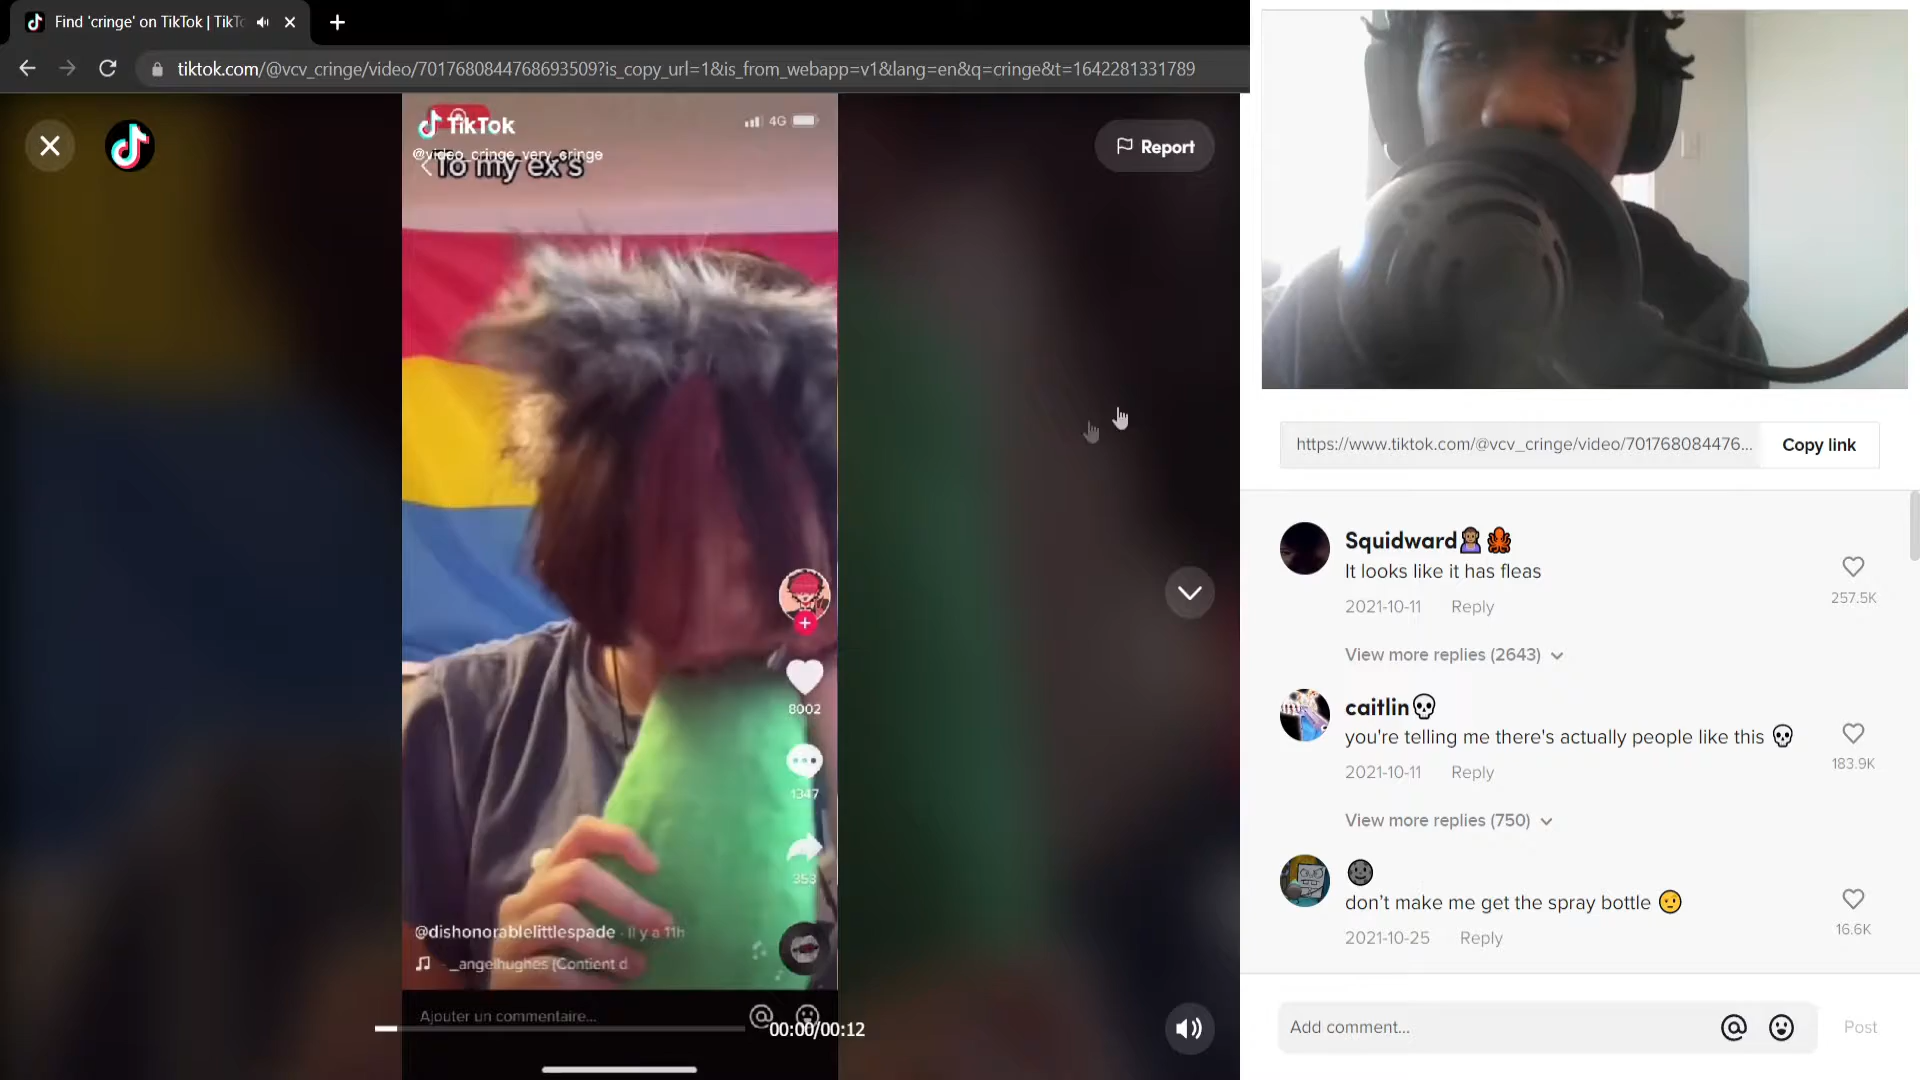 Find 'cringe' on TikTok | TikTo
tiktok.com/@vcv_cringe/video/7017680844768693509?is_copy_url=1&is_from_webapp=v1&lang=en&q=cringe&t=1642281331789
TikTok
@video_cringe_very_cringe
To my ex's
4G
Report
8002
1347
353
@dishonorablelittlespade · Il y a 11h
- _angelhughes (Contient d
Ajouter un commentaire...
00:00/00:12
https://www.tiktok.com/@vcv_cringe/video/701768084476...
Copy link
Squidward
It looks like it has fleas
2021-10-11 Reply
257.5K
View more replies (2643)
caitlin
you're telling me there's actually people like this
2021-10-11 Reply
183.9K
View more replies (750)
don't make me get the spray bottle
2021-10-25 Reply
16.6K
Add comment...
Post